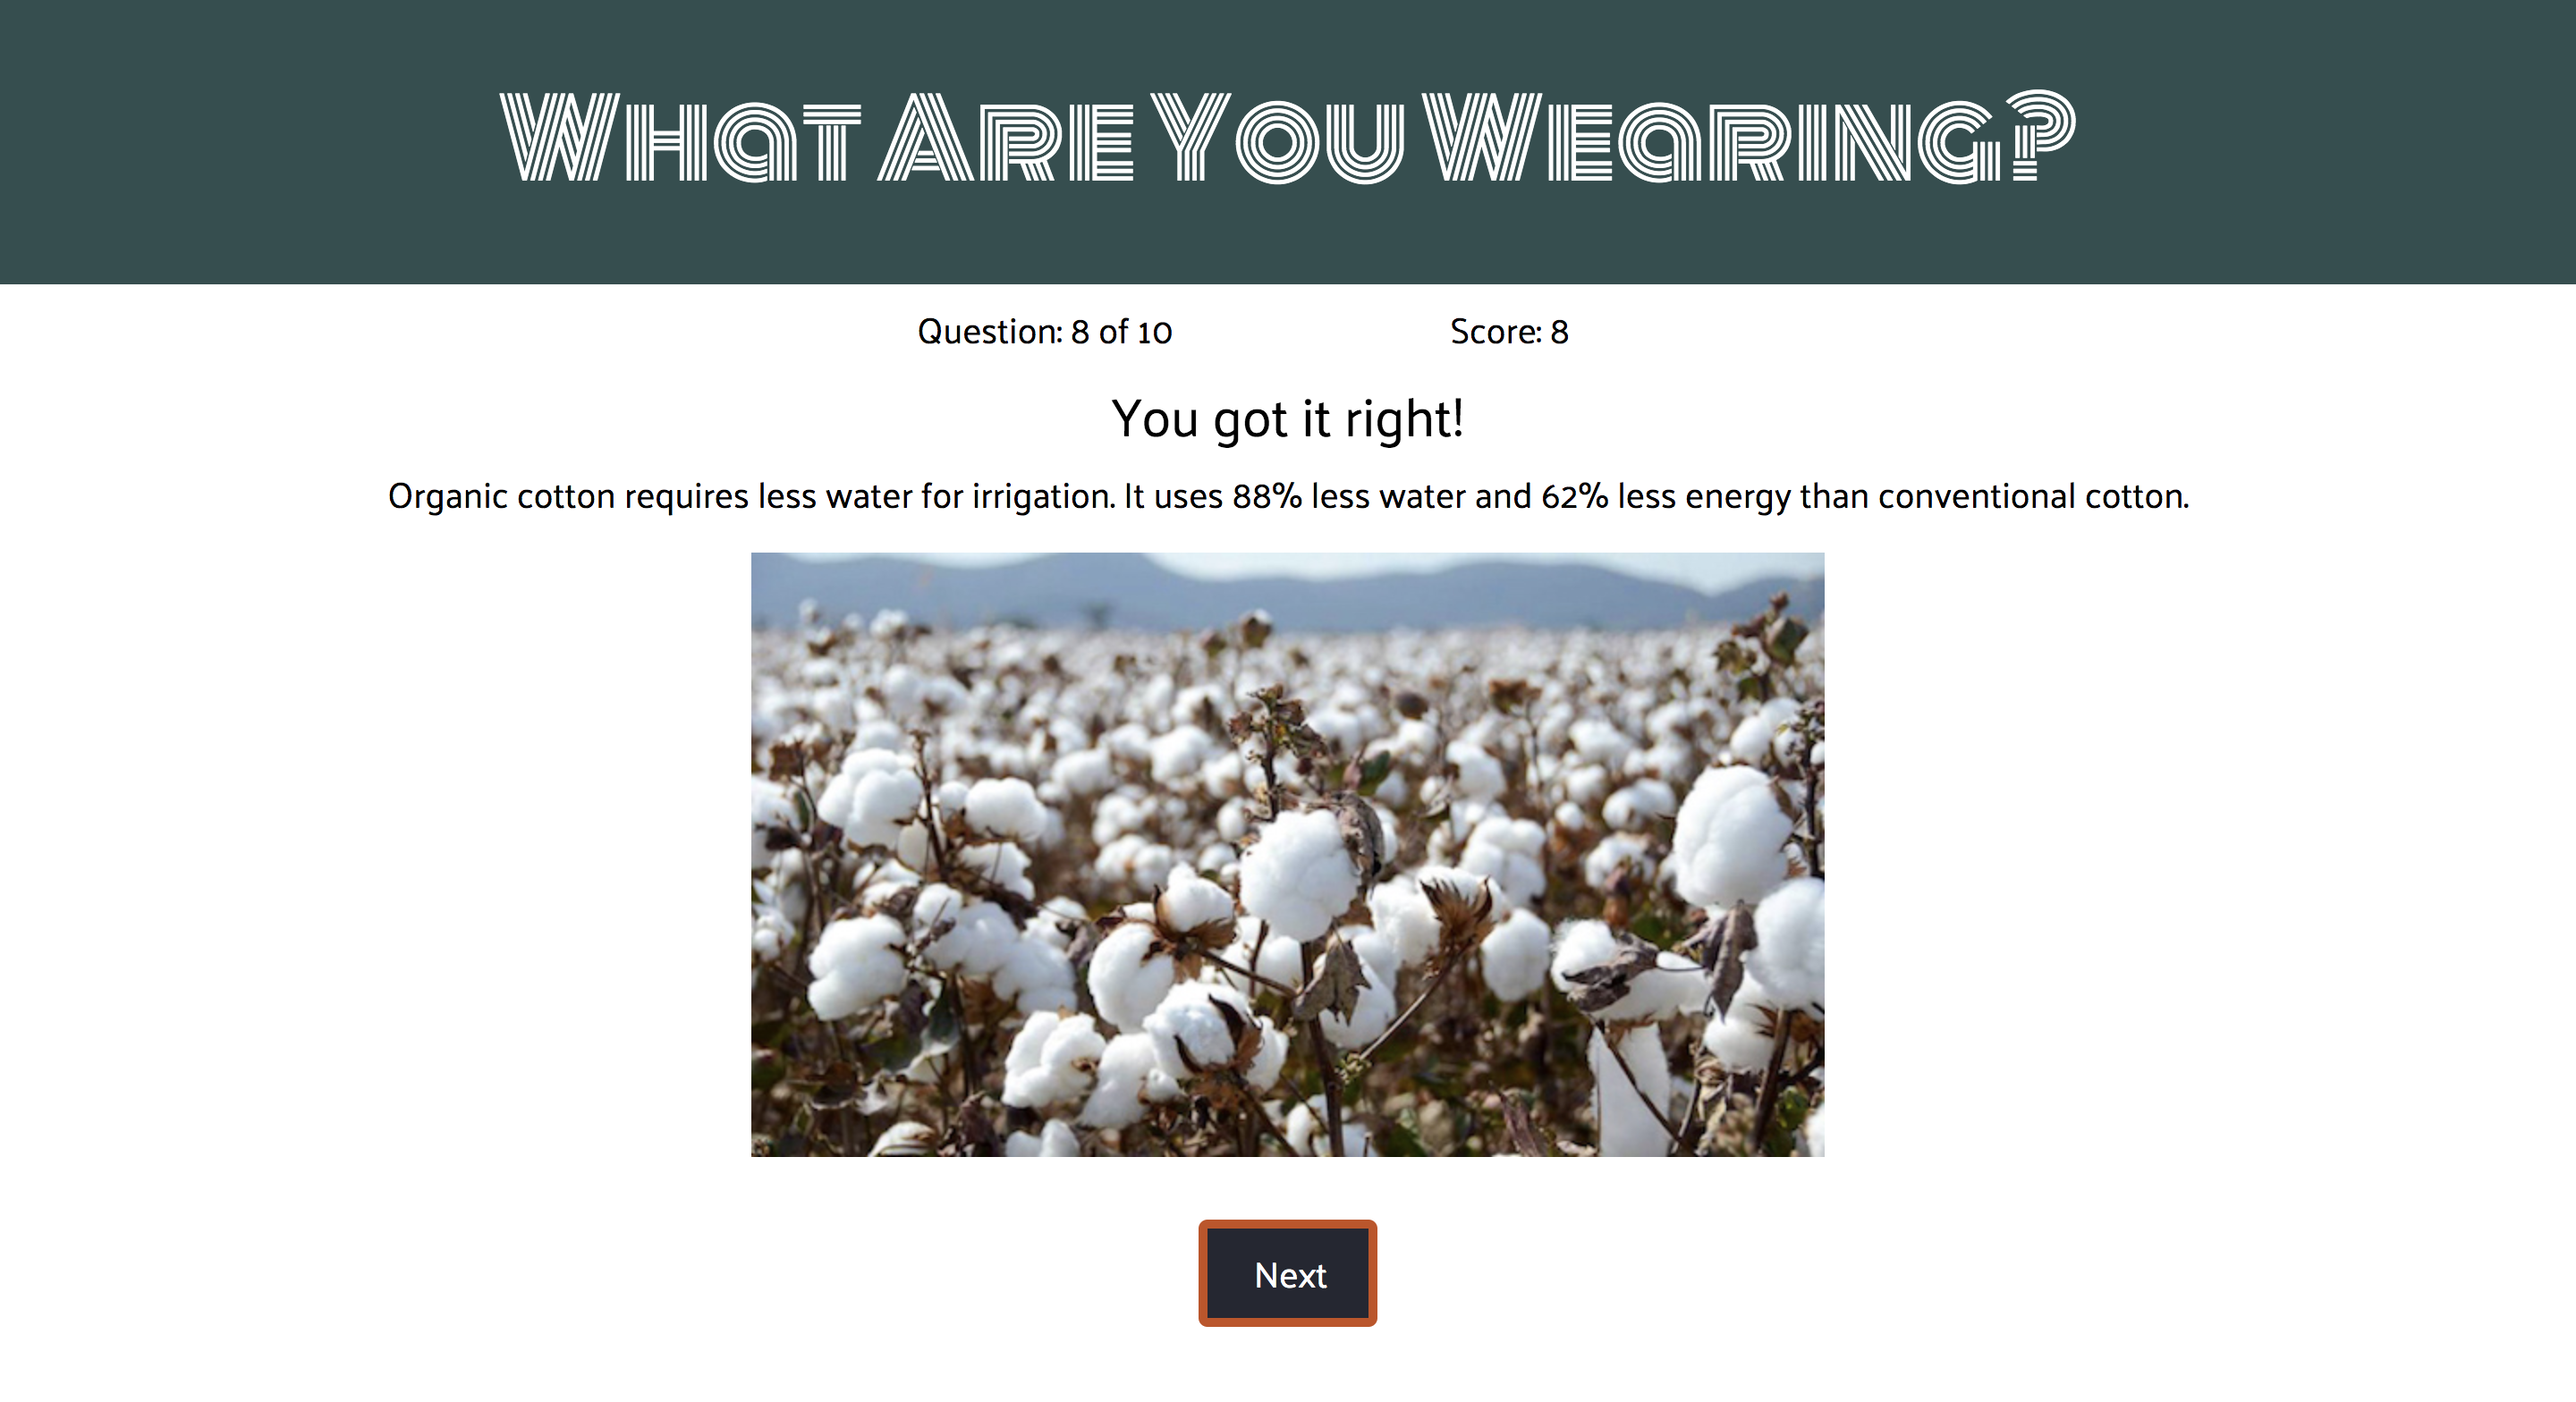 What Are You Wearing?
Question: 8 of 10 Score: 8
You got it right!
Organic cotton requires less water for irrigation. It uses 88% less water and 62% less energy than conventional cotton.
Next